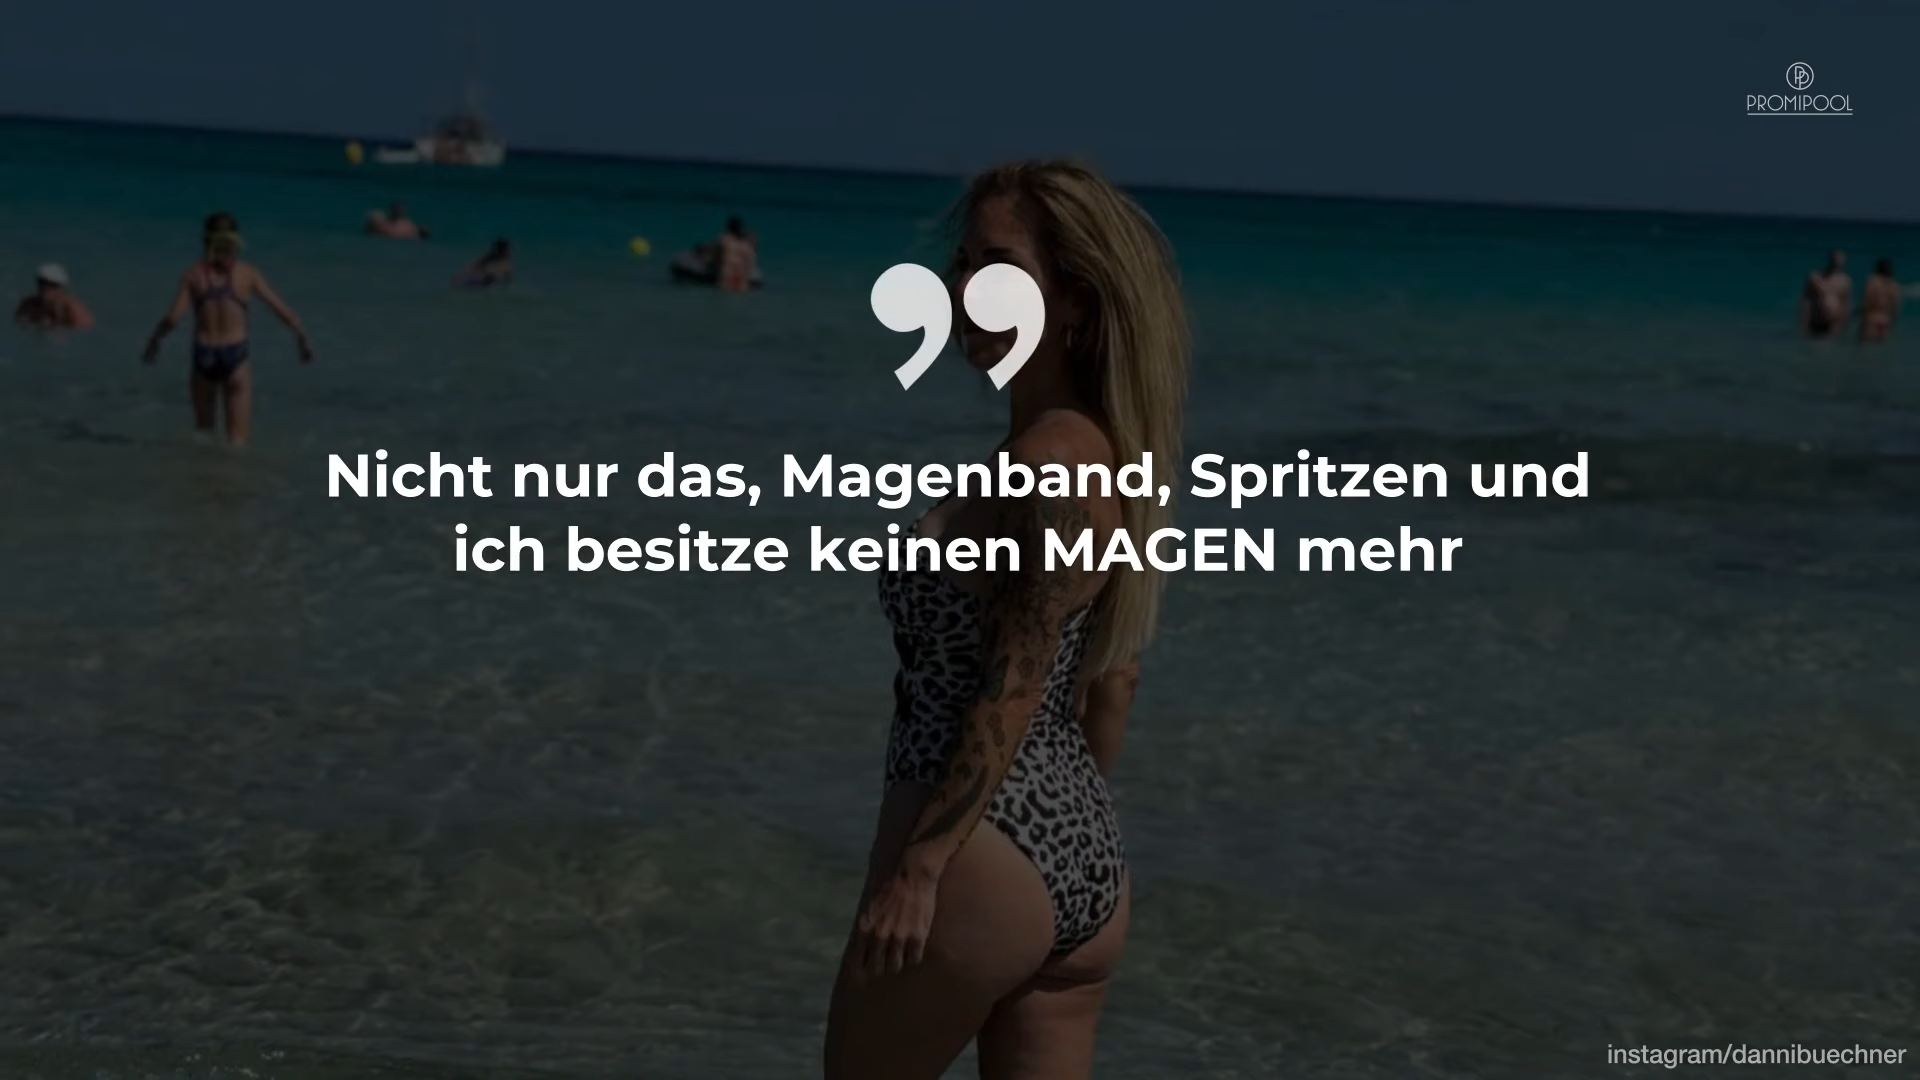 PROMIPOOL
”
Nicht nur das, Magenband, Spritzen und
ich besitze keinen MAGEN mehr
instagram/dannibuechner